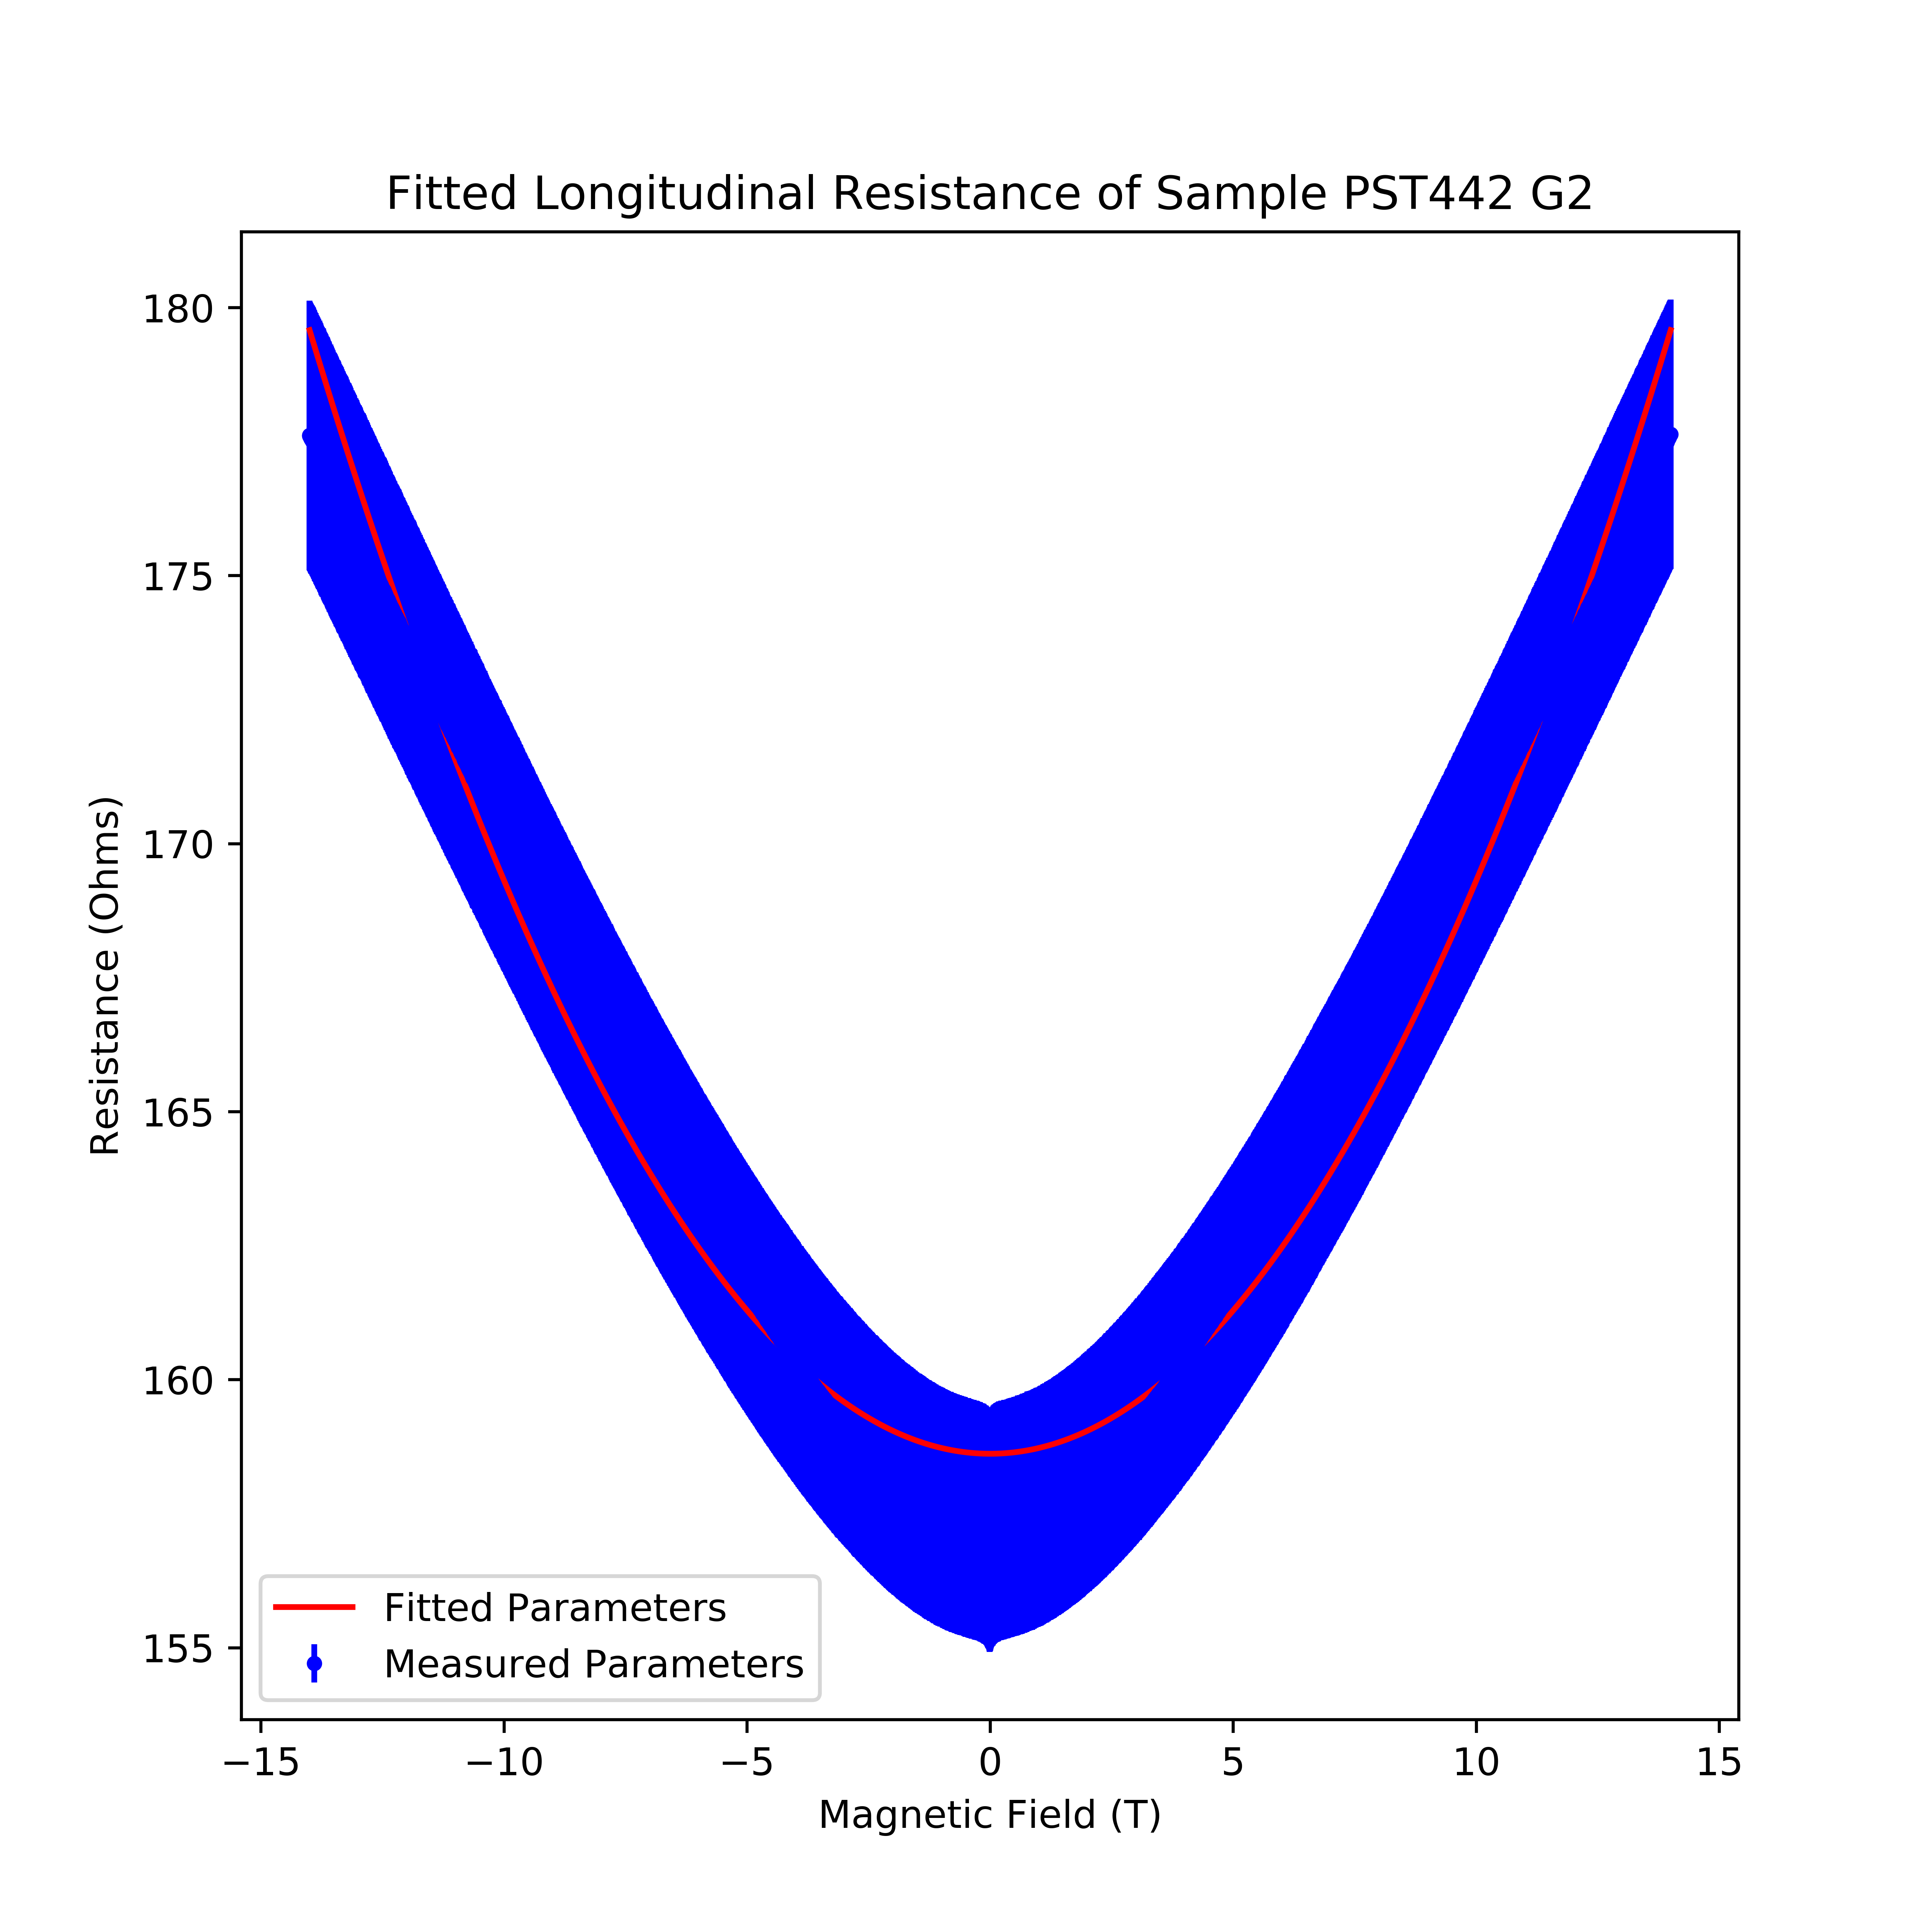 Fitted Longitudinal Resistance of Sample PST442 G2
180
175
170
165
160
155
Resistance (Ohms)
Fitted Parameters
Measured Parameters
−15 −10 −5 0 5 10 15
Magnetic Field (T)